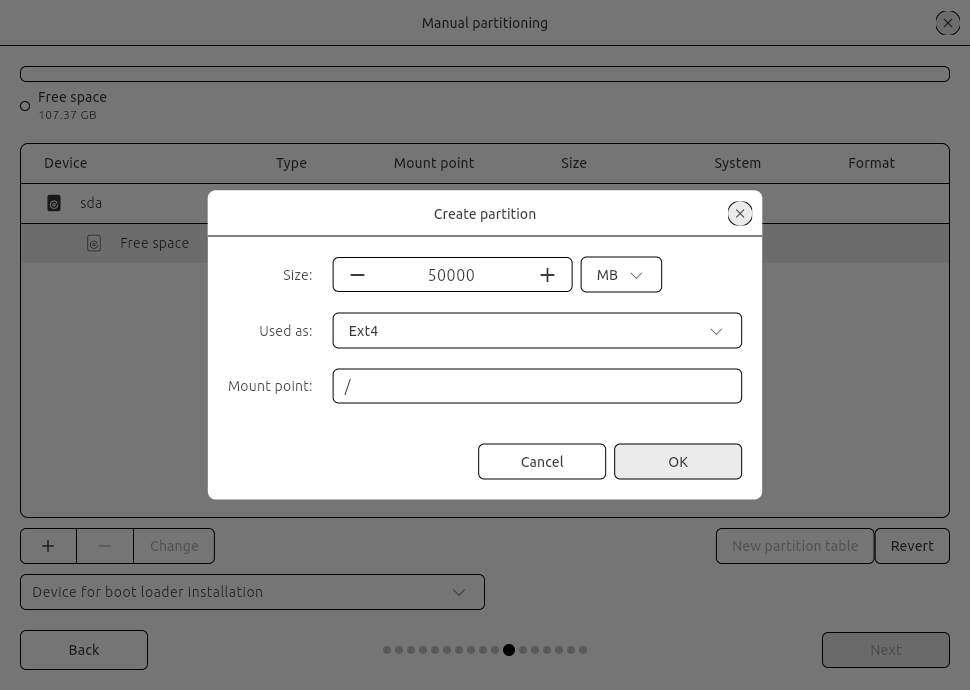 Manual partitioning
Free space
107.37 GB
Device Type Mount point Size System Format
sda
Free space
Create partition
Size: 50000 MB
Used as: Ext4
Mount point: /
Cancel OK
Change New partition table Revert
Device for boot loader installation
Back Next